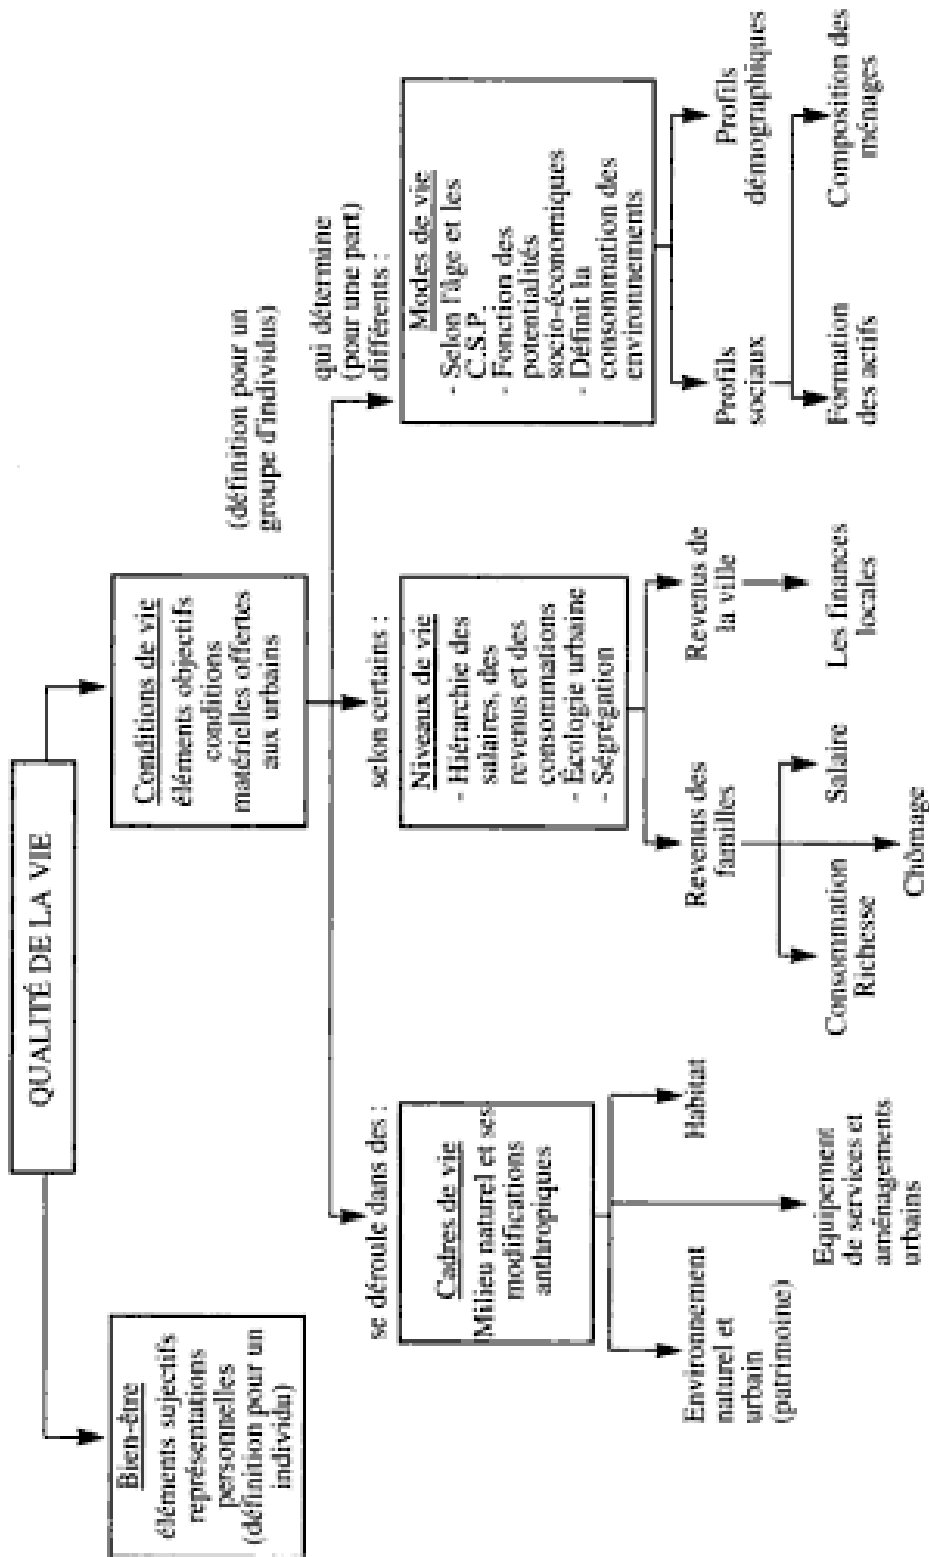 QUALITÉ DE LA VIE
Bien-être
éléments sujectifs
représentations
personnelles
(définition pour un
individu)
Conditions de vie
éléments objectifs
conditions
matérielles offertes
aux urbains
(définition pour un
groupe d'individus)
se déroule dans des :
selon certains :
qui détermine
(pour une part)
différents :
Cadres de vie
Milieu naturel et ses
modifications
anthropiques
Niveaux de vie
- Hiérarchie des
salaires, des
revenus et des
consommations
- Écologie urbaine
- Ségrégation
Modes de vie
- Selon l'âge et les
C.S.P.
- Fonction des
potentialités
socio-économiques
- Définit la
consommation des
environnements
Environnement
naturel et
urbain
(patrimoine)
Habitat
Equipement
de services et
aménagements
urbains
Revenus des
familles
Revenus de
la ville
Consommation
Richesse
Salaire
Chômage
Les finances
locales
Profils
sociaux
Profils
démographiques
Formation
des actifs
Composition des
ménages